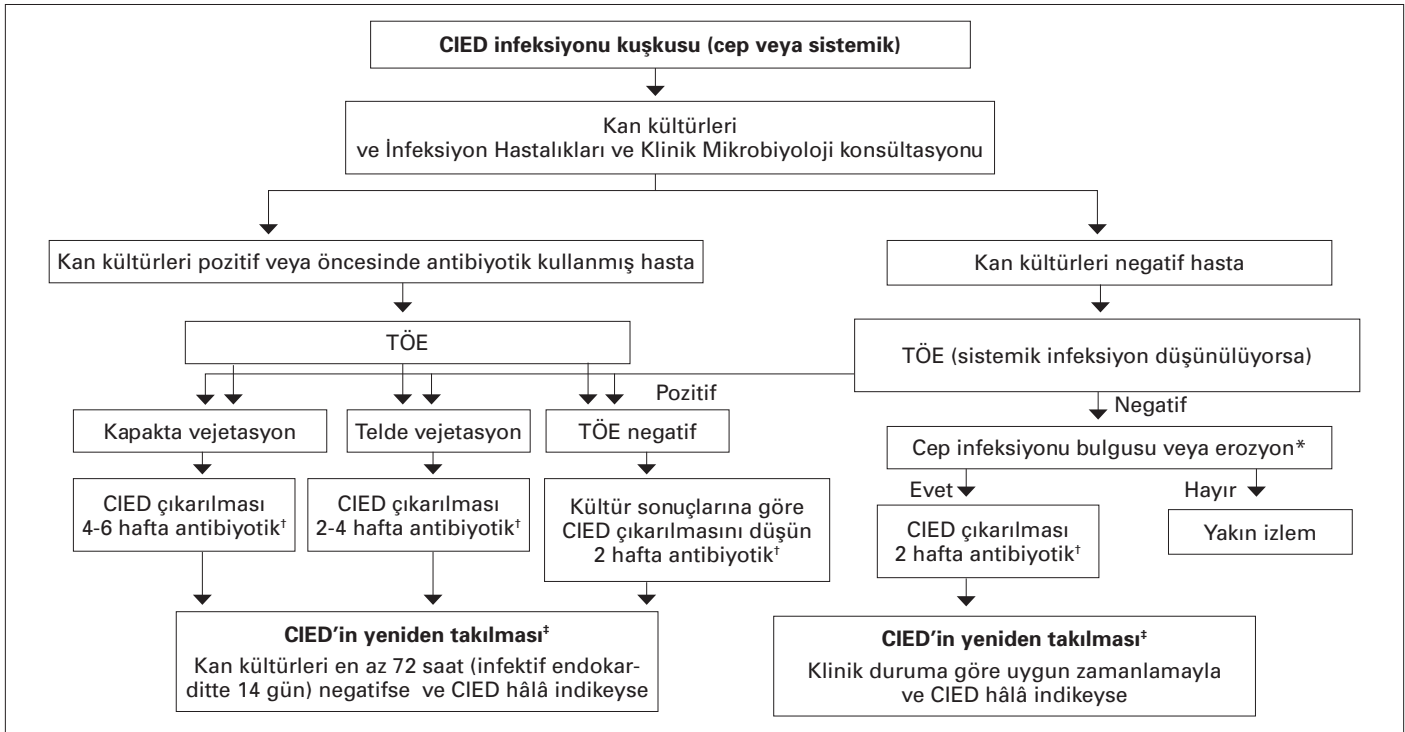 CIED infeksiyonu kuşkusu (cep veya sistemik)
Kan kültürleri
ve İnfeksiyon Hastalıkları ve Klinik Mikrobiyoloji konsültasyonu
Kan kültürleri pozitif veya öncesinde antibiyotik kullanmış hasta
Kan kültürleri negatif hasta
TÖE
TÖE (sistemik infeksiyon düşünülüyorsa)
Pozitif
Negatif
Kapakta vejetasyon
Telde vejetasyon
TÖE negatif
Cep infeksiyonu bulgusu veya erozyon*
Evet
Hayır
CIED çıkarılması
4-6 hafta antibiyotik†
CIED çıkarılması
2-4 hafta antibiyotik†
Kültür sonuçlarına göre
CIED çıkarılmasını düşün
2 hafta antibiyotik†
CIED çıkarılması
2 hafta antibiyotik†
Yakın izlem
CIED’in yeniden takılması‡
Kan kültürleri en az 72 saat (infektif endokar-
ditte 14 gün) negatifse ve CIED hâlâ indikeyse
CIED’in yeniden takılması‡
Klinik duruma göre uygun zamanlamayla
ve CIED hâlâ indikeyse